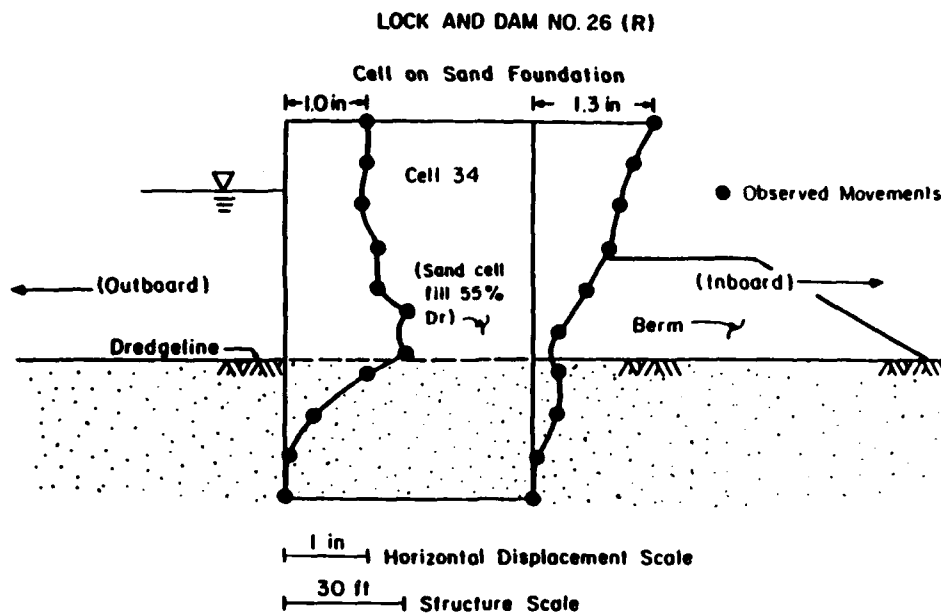 LOCK AND DAM NO. 26 (R)
Cell on Sand Foundation
1.0 in
1.3 in
Cell 34
Observed Movements
(Sand cell
fill 55%
Dr)
(Outboard)
(Inboard)
Berm
Dredgeline
1 in
Horizontal Displacement Scale
30 ft
Structure Scale